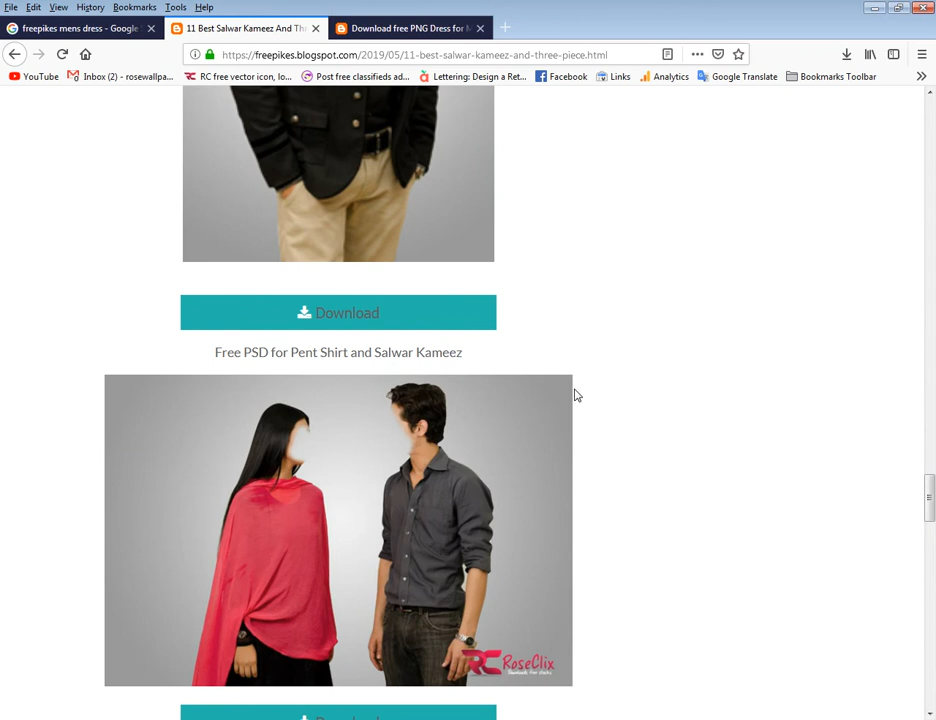 File Edit View History Bookmarks Tools Help
freepikes mens dress - Google S
11 Best Salwar Kameez And Th
Download free PNG Dress for M
https://freepikes.blogspot.com/2019/05/11-best-salwar-kameez-and-three-piece.html
YouTube Inbox (2) - rosewallpa... RC free vector icon, lo... Post free classifieds ad... Lettering: Design a Ret... Facebook Links Analytics Google Translate Bookmarks Toolbar
Download
Free PSD for Pent Shirt and Salwar Kameez
RC RoseClix
Download